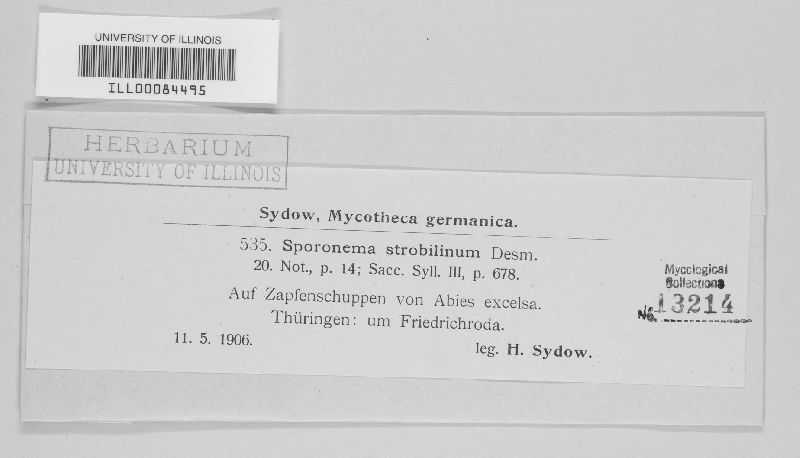 UNIVERSITY OF ILLINOIS
ILL00084495
HERBARIUM
UNIVERSITY OF ILLINOIS
Sydow, Mycotheca germanica.
535. Sporonema strobilinum Desm.
20. Not., p. 14; Sacc. Syll. III, p. 678.
Auf Zapfenschuppen von Abies excelsa.
Thüringen: um Friedrichroda.
11. 5. 1906. leg. H. Sydow.
Mycological
Collections
No. 13214